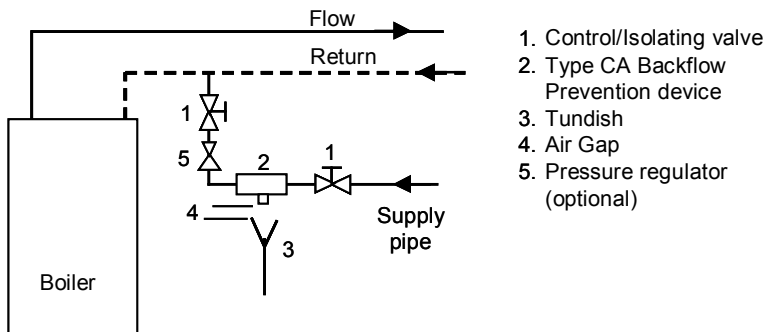 Flow
Return
1
5
2
1
4
3
Supply
pipe
Boiler
1. Control/Isolating valve
2. Type CA Backflow
Prevention device
3. Tundish
4. Air Gap
5. Pressure regulator
(optional)